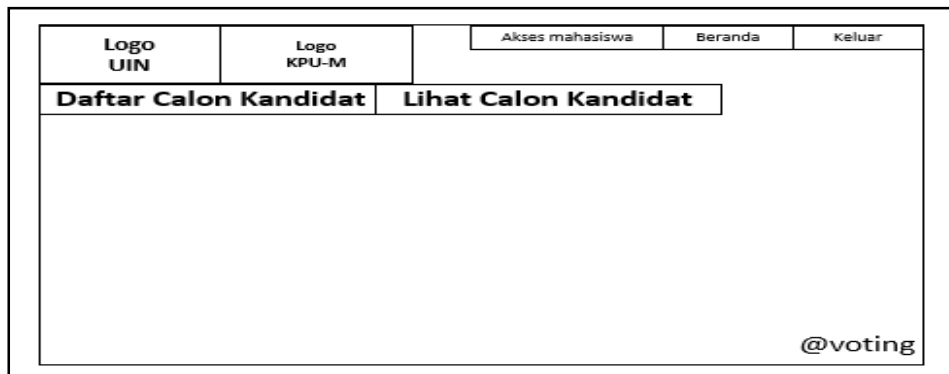 Logo
UIN
Logo
KPU-M
Akses mahasiswa
Beranda
Keluar
Daftar Calon Kandidat
Lihat Calon Kandidat
@voting